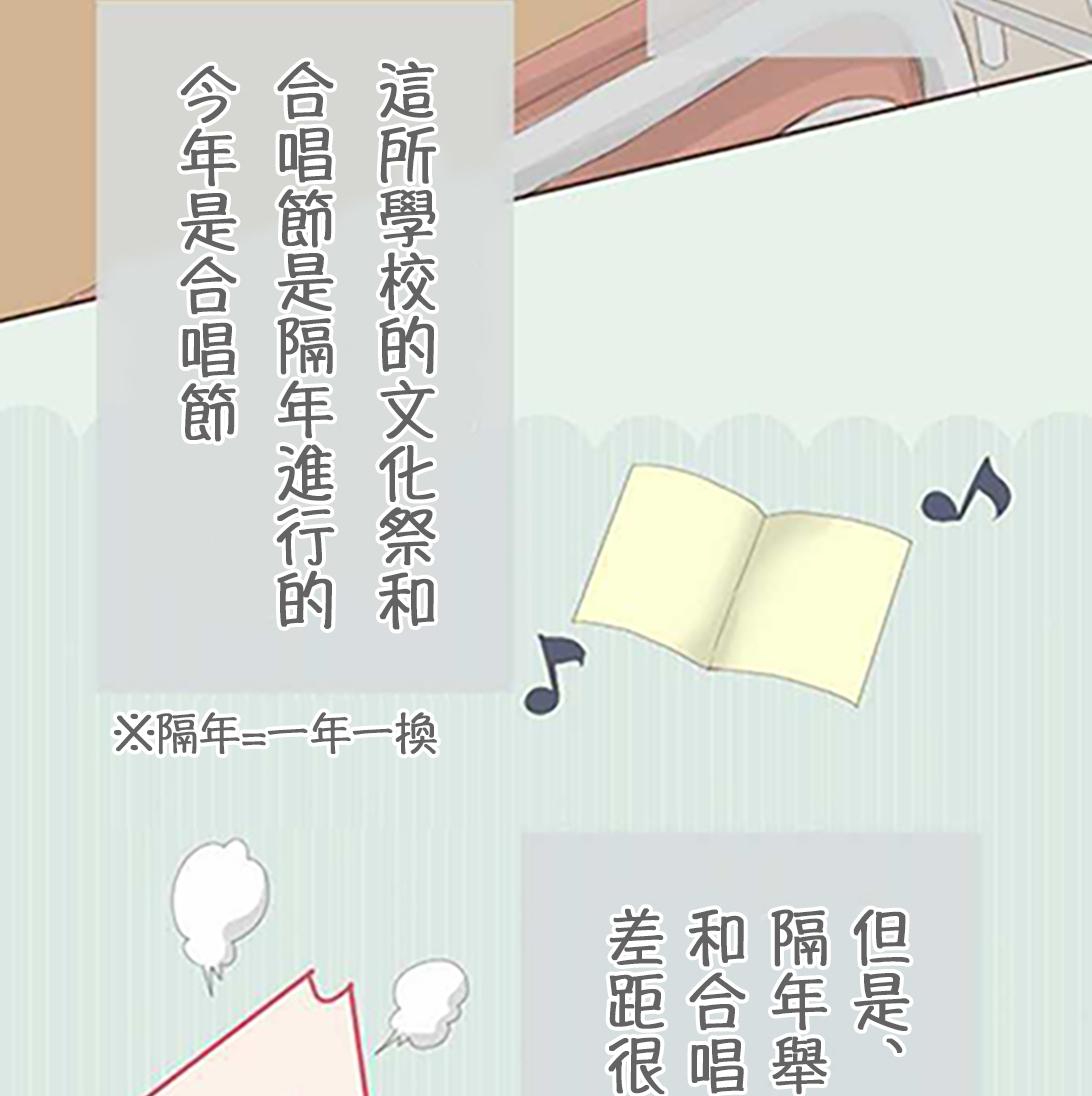 這所學校的文化祭和
合唱節是隔年進行的
今年是合唱節
※隔年=一年一換
但是、
隔年舉
和合唱
差距很